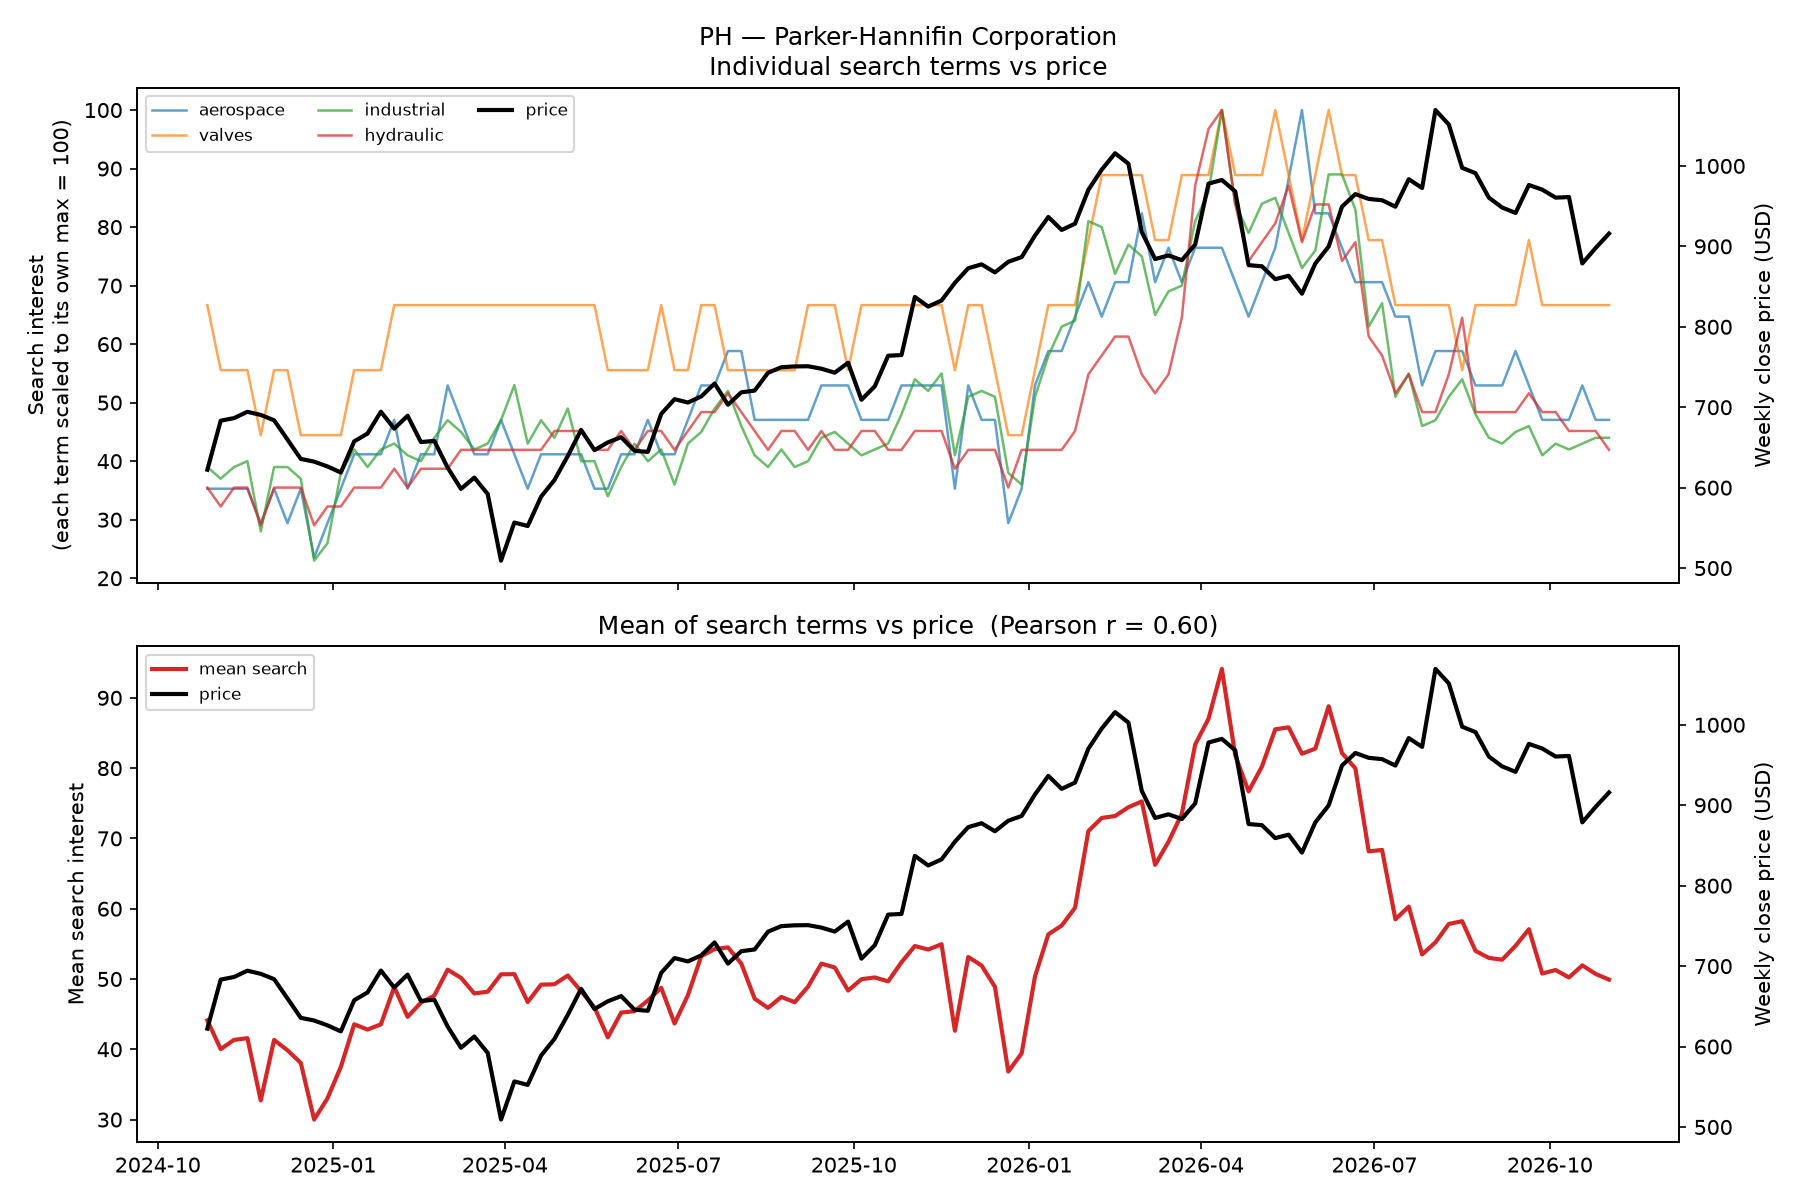 PH — Parker-Hannifin Corporation
Individual search terms vs price
Search interest
(each term scaled to its own max = 100)
100
90
80
70
60
50
40
30
20
aerospace
valves
industrial
hydraulic
price
1000
900
800
700
600
500
Weekly close price (USD)
Mean of search terms vs price (Pearson r = 0.60)
Mean search interest
90
80
70
60
50
40
30
mean search
price
1000
900
800
700
600
500
Weekly close price (USD)
2024-10 2025-01 2025-04 2025-07 2025-10 2026-01 2026-04 2026-07 2026-10